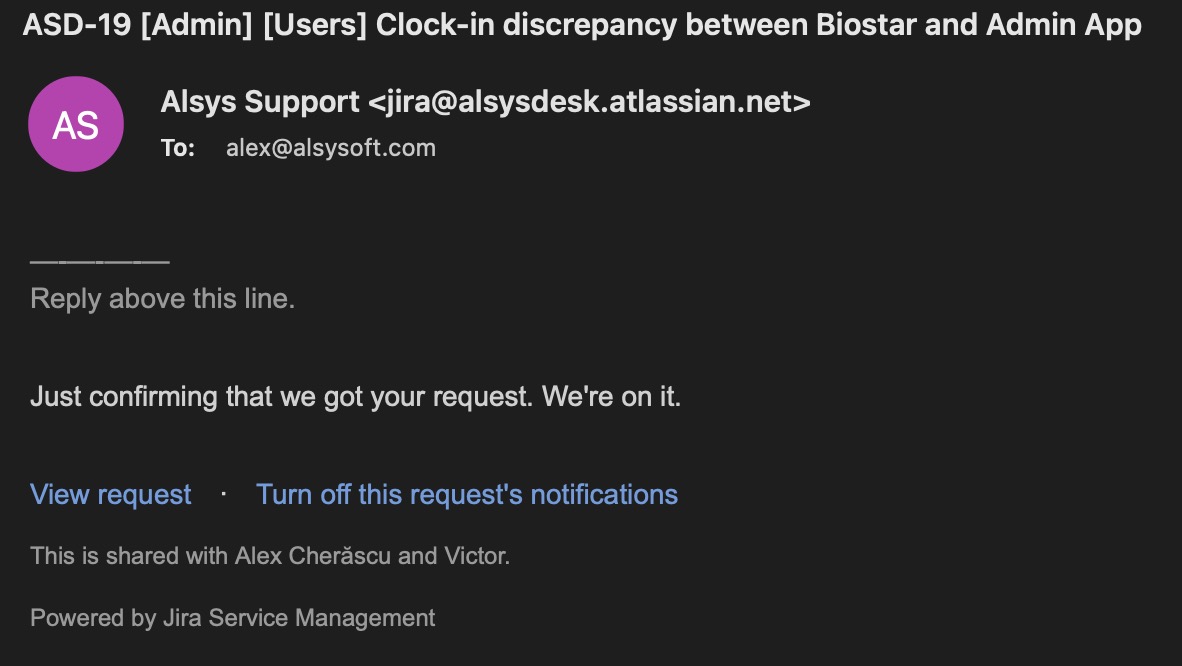 ASD-19 [Admin] [Users] Clock-in discrepancy between Biostar and Admin App
AS
Alsys Support <jira@alsysdesk.atlassian.net>
To: alex@alsysoft.com
—-—-—-—
Reply above this line.
Just confirming that we got your request. We're on it.
View request · Turn off this request's notifications
This is shared with Alex Cherăscu and Victor.
Powered by Jira Service Management